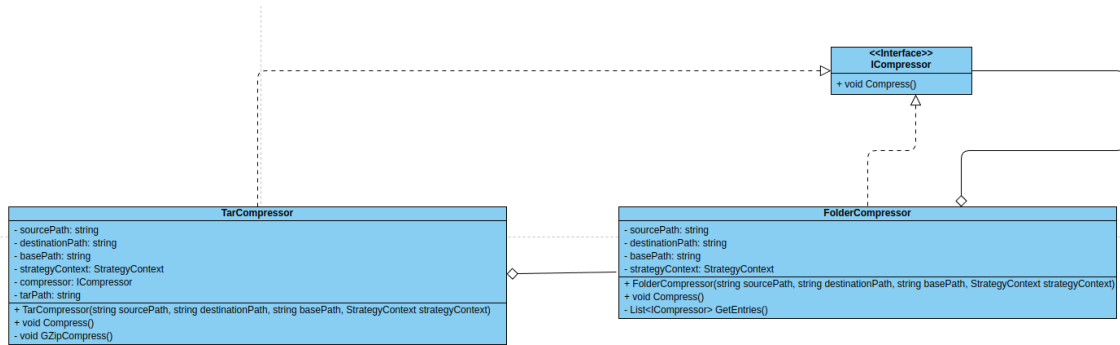 <<Interface>>
ICompressor
+ void Compress()
TarCompressor
- sourcePath: string
- destinationPath: string
- basePath: string
- strategyContext: StrategyContext
- compressor: ICompressor
- tarPath: string
+ TarCompressor(string sourcePath, string destinationPath, string basePath, StrategyContext strategyContext)
+ void Compress()
- void GZipCompress()
FolderCompressor
- sourcePath: string
- destinationPath: string
- basePath: string
- strategyContext: StrategyContext
+ FolderCompressor(string sourcePath, string destinationPath, string basePath, StrategyContext strategyContext)
+ void Compress()
- List<ICompressor> GetEntries()